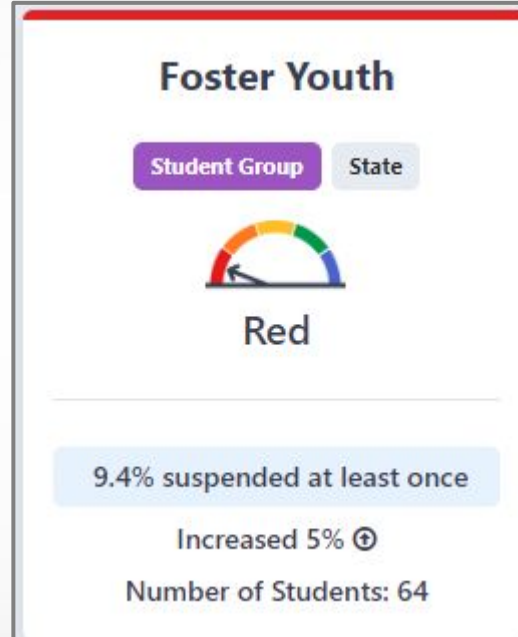 Foster Youth
Student Group State
Red
9.4% suspended at least once
Increased 5%
Number of Students: 64